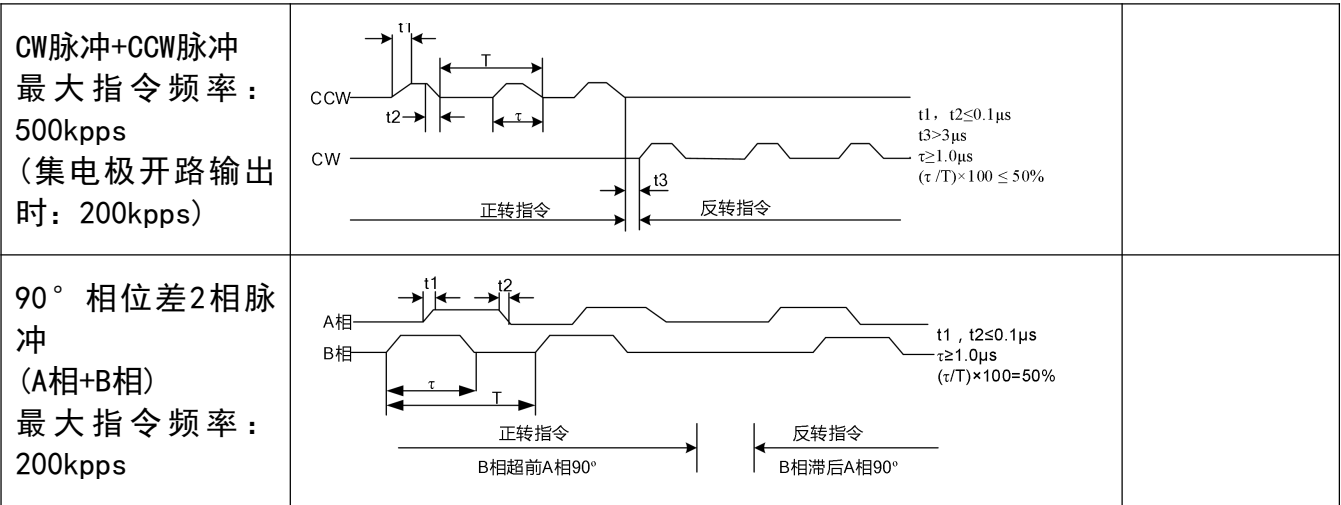 CW脉冲+CCW脉冲
最大指令频率：
500kpps
(集电极开路输出
时：200kpps)
t1
T
CCW
t2
τ
CW
t3
正转指令
反转指令
t1，t2≤0.1μs
t3>3μs
τ≥1.0μs
(τ/T)×100 ≤ 50%
90°相位差2相脉
冲
(A相+B相)
最大指令频率：
200kpps
t1
t2
A相
B相
τ
T
正转指令
B相超前A相90°
反转指令
B相滞后A相90°
t1，t2≤0.1μs
τ≥1.0μs
(τ/T)×100=50%